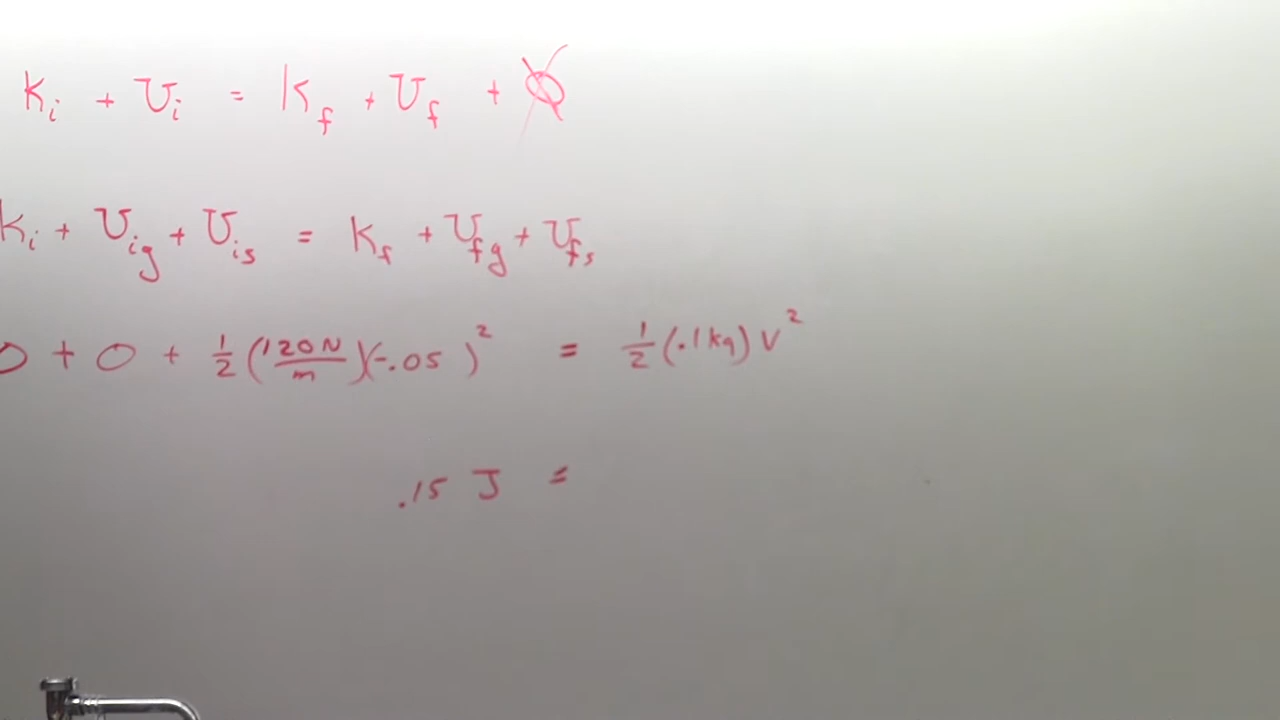 Ki + Ui = Kf + Uf + Q
Ki + Uig + Uis = Kf + Ufg + Ufs
0 + 0 + 1/2 (120 N/m)(-.05 )² = 1/2 (.1kg) v²
.15 J =